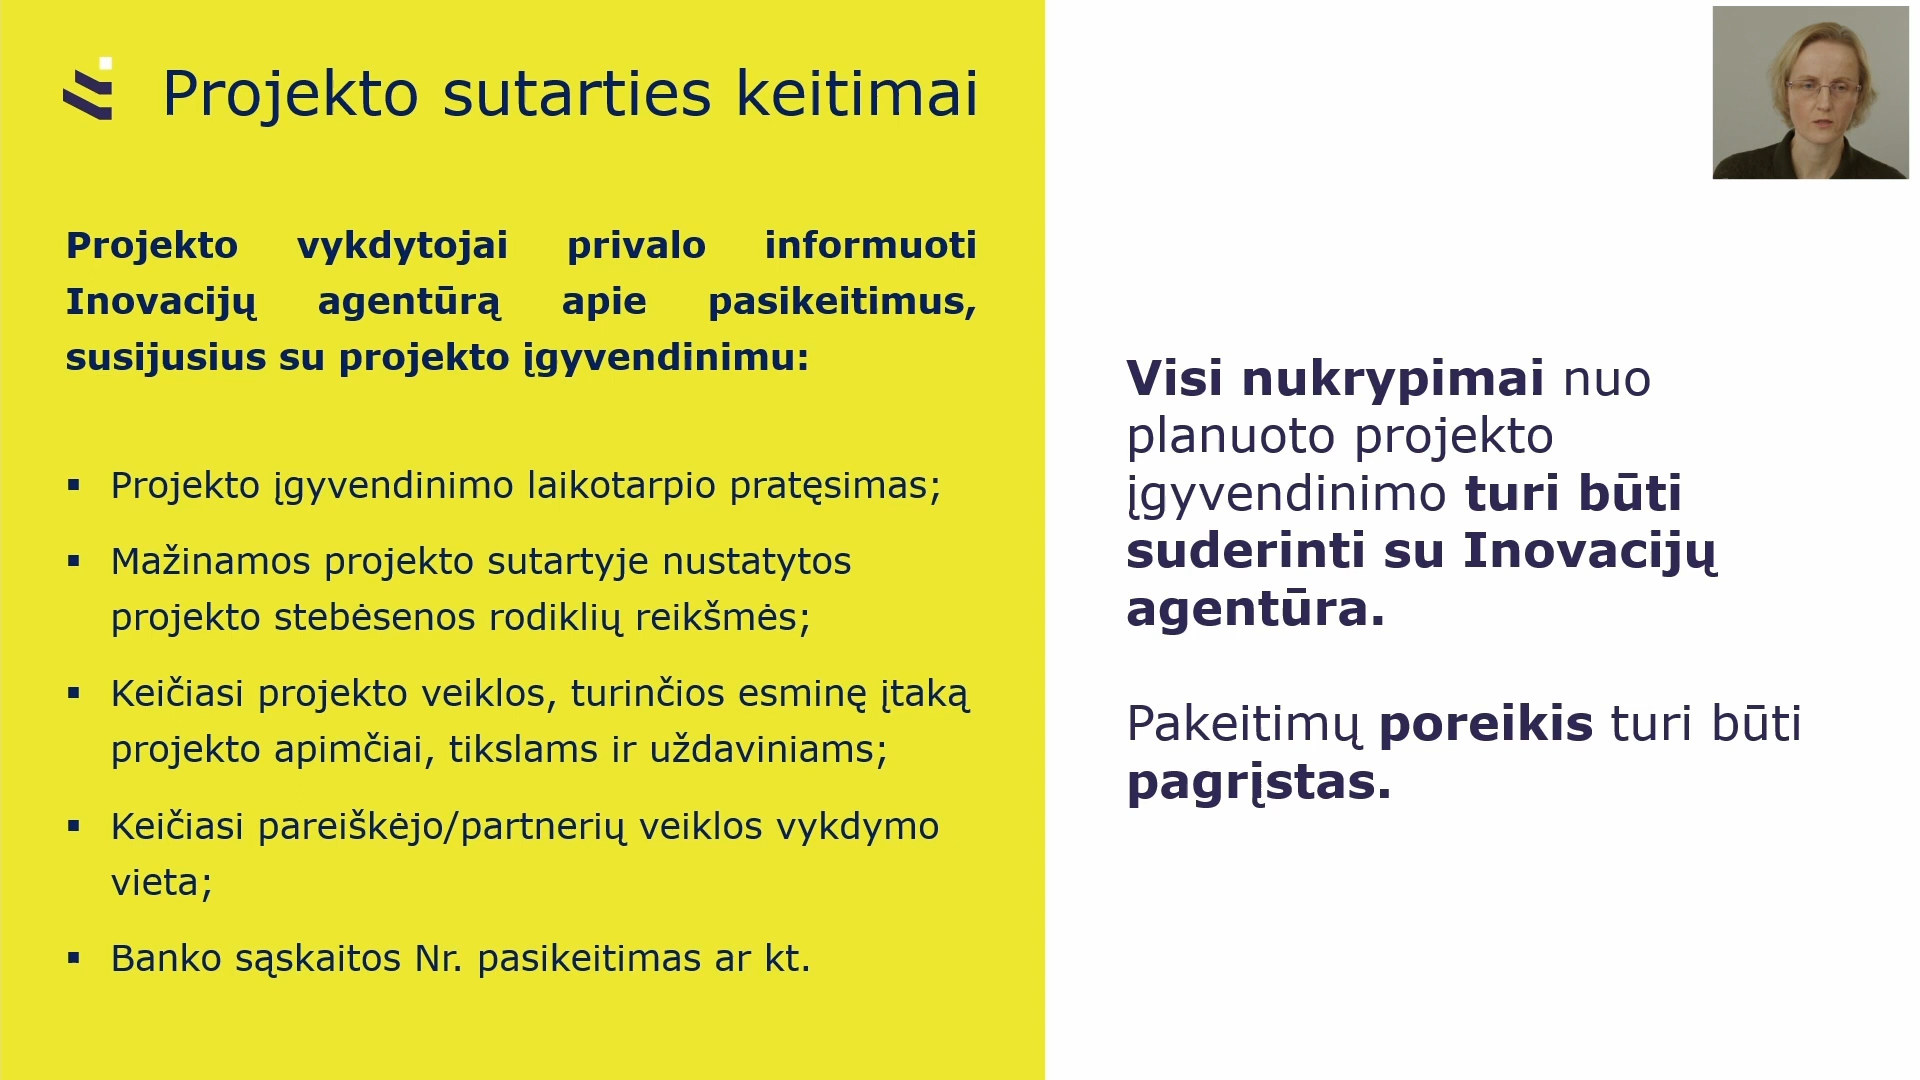 Projekto sutarties keitimai
Projekto vykdytojai privalo informuoti
Inovacijų agentūrą apie pasikeitimus,
susijusius su projekto įgyvendinimu:
▪ Projekto įgyvendinimo laikotarpio pratęsimas;
▪ Mažinamos projekto sutartyje nustatytos
projekto stebėsenos rodiklių reikšmės;
▪ Keičiasi projekto veiklos, turinčios esminę įtaką
projekto apimčiai, tikslams ir uždaviniams;
▪ Keičiasi pareiškėjo/partnerių veiklos vykdymo
vieta;
▪ Banko sąskaitos Nr. pasikeitimas ar kt.
Visi nukrypimai nuo
planuoto projekto
įgyvendinimo turi būti
suderinti su Inovacijų
agentūra.
Pakeitimų poreikis turi būti
pagrįstas.